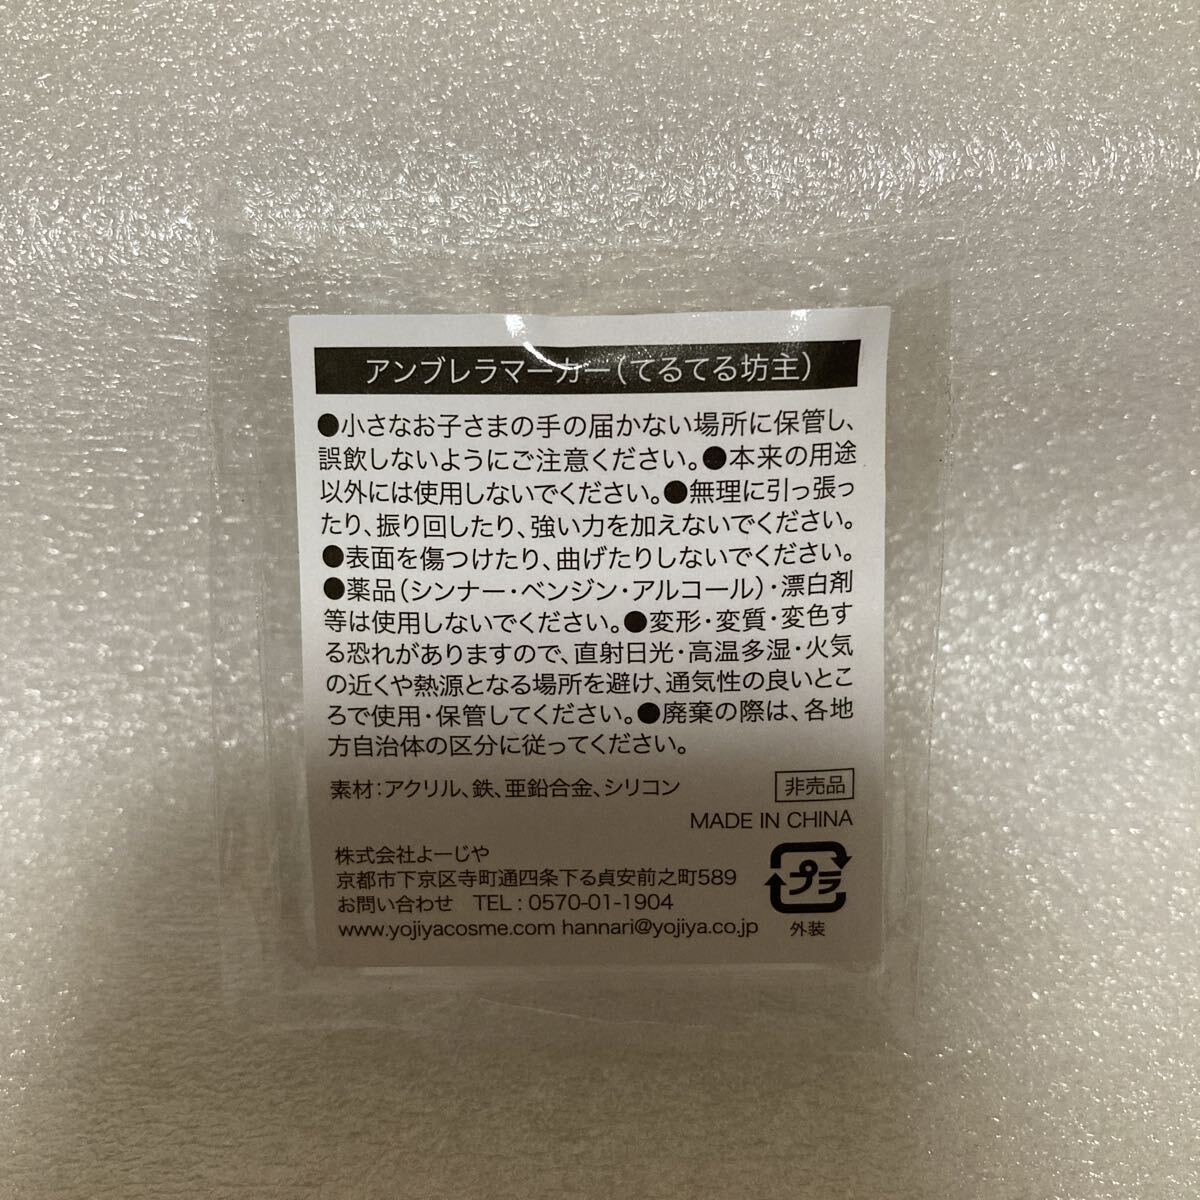 アンブレラマーカー(てるてる坊主)
●小さなお子さまの手の届かない場所に保管し、
誤飲しないようにご注意ください。●本来の用途
以外には使用しないでください。●無理に引っ張っ
たり、振り回したり、強い力を加えないでください。
●表面を傷つけたり、曲げたりしないでください。
●薬品(シンナー・ベンジン・アルコール)・漂白剤
等は使用しないでください。●変形・変質・変色す
る恐れがありますので、直射日光・高温多湿・火気
の近くや熱源となる場所を避け、通気性の良いとこ
ろで使用・保管してください。●廃棄の際は、各地
方自治体の区分に従ってください。
素材:アクリル、鉄、亜鉛合金、シリコン
非売品
MADE IN CHINA
株式会社よーじや
京都市下京区寺町通四条下る貞安前之町589
お問い合わせ TEL : 0570-01-1904
www.yojiyacosme.com hannari@yojiya.co.jp
プラ
外装